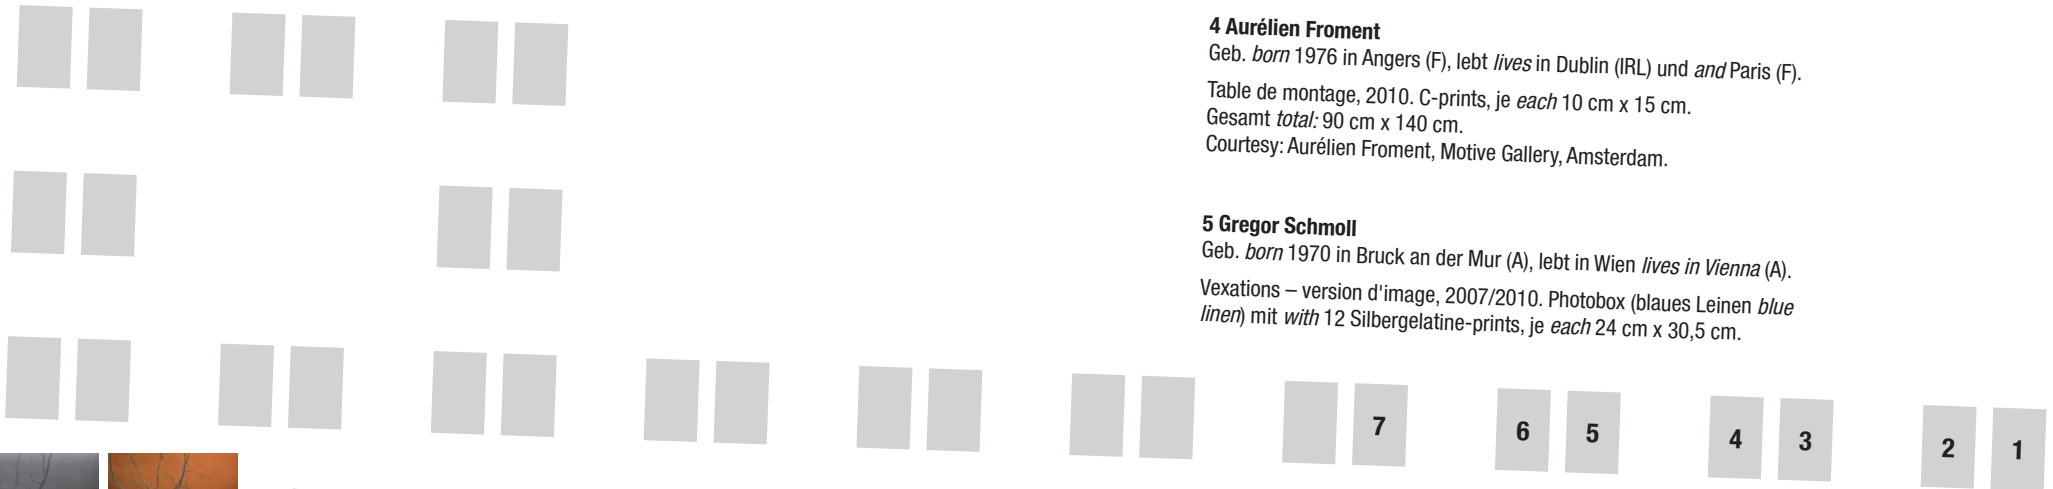 4 Aurélien Froment
Geb. born 1976 in Angers (F), lebt lives in Dublin (IRL) und and Paris (F).
Table de montage, 2010. C-prints, je each 10 cm x 15 cm.
Gesamt total: 90 cm x 140 cm.
Courtesy: Aurélien Froment, Motive Gallery, Amsterdam.
5 Gregor Schmoll
Geb. born 1970 in Bruck an der Mur (A), lebt in Wien lives in Vienna (A).
Vexations – version d'image, 2007/2010. Photobox (blaues Leinen blue
linen) mit with 12 Silbergelatine-prints, je each 24 cm x 30,5 cm.
7 6 5 4 3 2 1